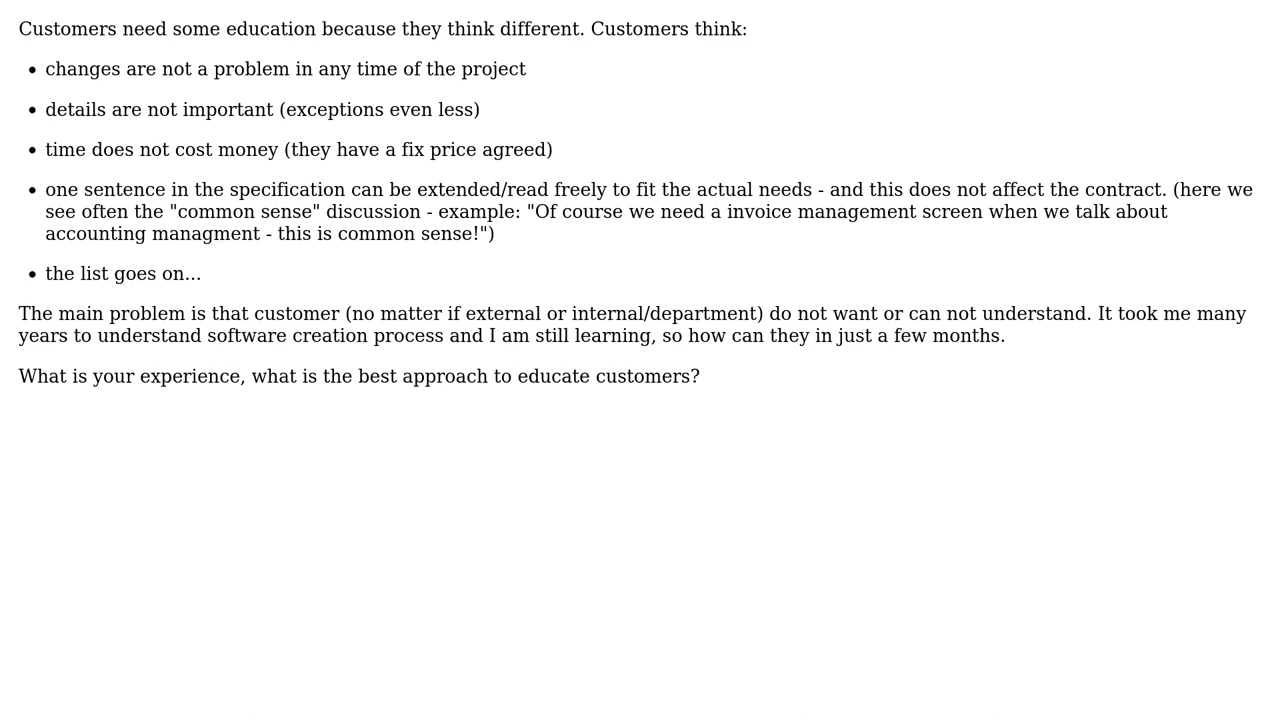 Customers need some education because they think different. Customers think:
• changes are not a problem in any time of the project
• details are not important (exceptions even less)
• time does not cost money (they have a fix price agreed)
• one sentence in the specification can be extended/read freely to fit the actual needs - and this does not affect the contract. (here we
see often the "common sense" discussion - example: "Of course we need a invoice management screen when we talk about
accounting managment - this is common sense!")
• the list goes on...
The main problem is that customer (no matter if external or internal/department) do not want or can not understand. It took me many
years to understand software creation process and I am still learning, so how can they in just a few months.
What is your experience, what is the best approach to educate customers?